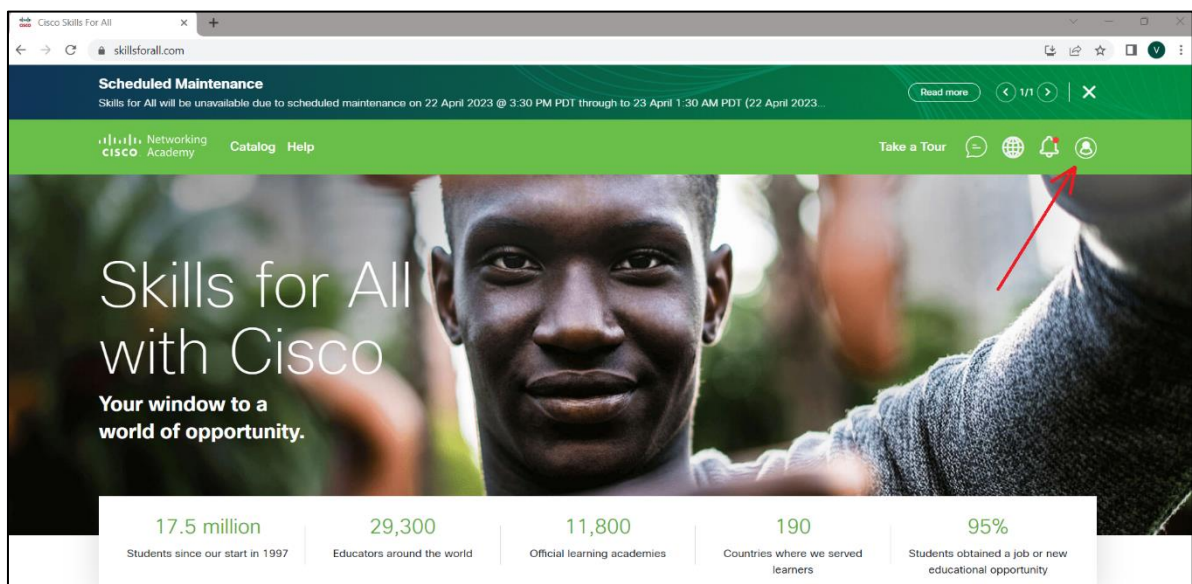 Cisco Skills For All
skillsforall.com
V
Scheduled Maintenance
Skills for All will be unavailable due to scheduled maintenance on 22 April 2023 @ 3:30 PM PDT through to 23 April 1:30 AM PDT (22 April 2023...
Read more
1/1
CISCO Networking Academy
Catalog Help
Take a Tour
Skills for All
with Cisco
Your window to a
world of opportunity.
17.5 million
Students since our start in 1997
29,300
Educators around the world
11,800
Official learning academies
190
Countries where we served
learners
95%
Students obtained a job or new
educational opportunity